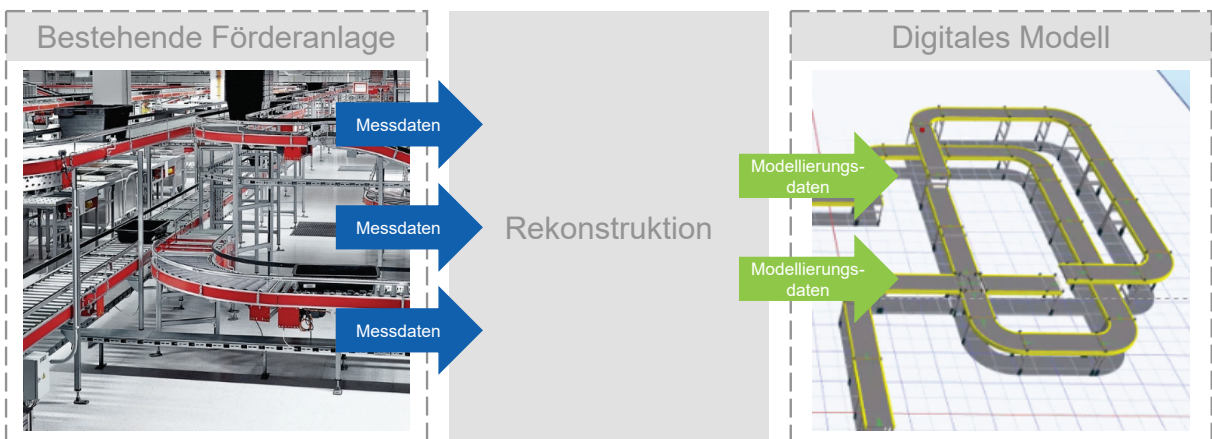 Bestehende Förderanlage
Messdaten
Messdaten
Messdaten
Rekonstruktion
Digitales Modell
Modellierungs-
daten
Modellierungs-
daten